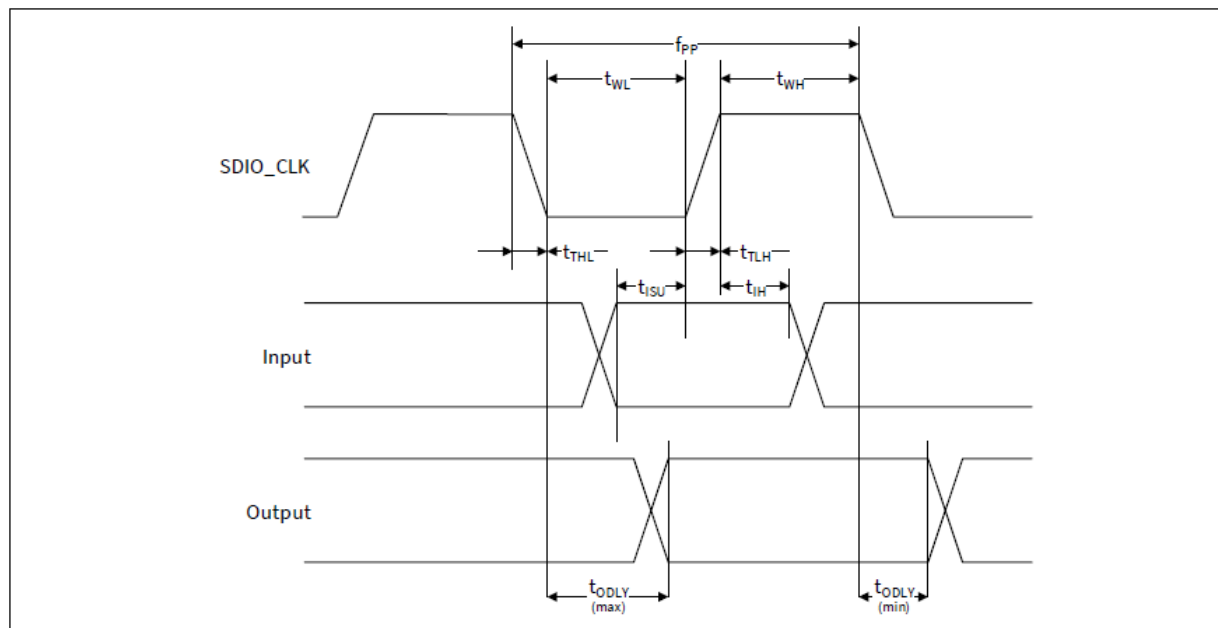 fPP
tWL
tWH
SDIO_CLK
tTHL
tTLH
tISU
tIH
Input
Output
tODLY
(max)
tODLY
(min)